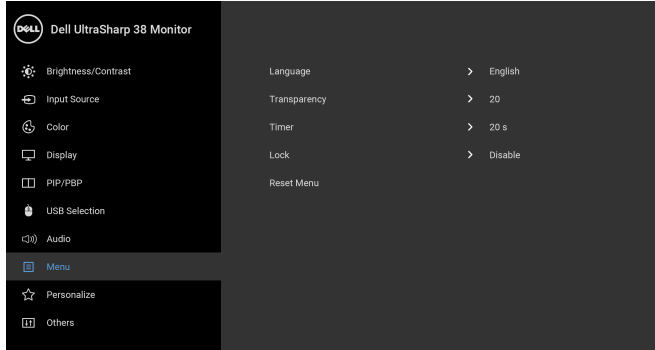 DELL Dell UltraSharp 38 Monitor
Brightness/Contrast
Input Source
Color
Display
PIP/PBP
USB Selection
Audio
Menu
Personalize
Others
Language > English
Transparency > 20
Timer > 20 s
Lock > Disable
Reset Menu